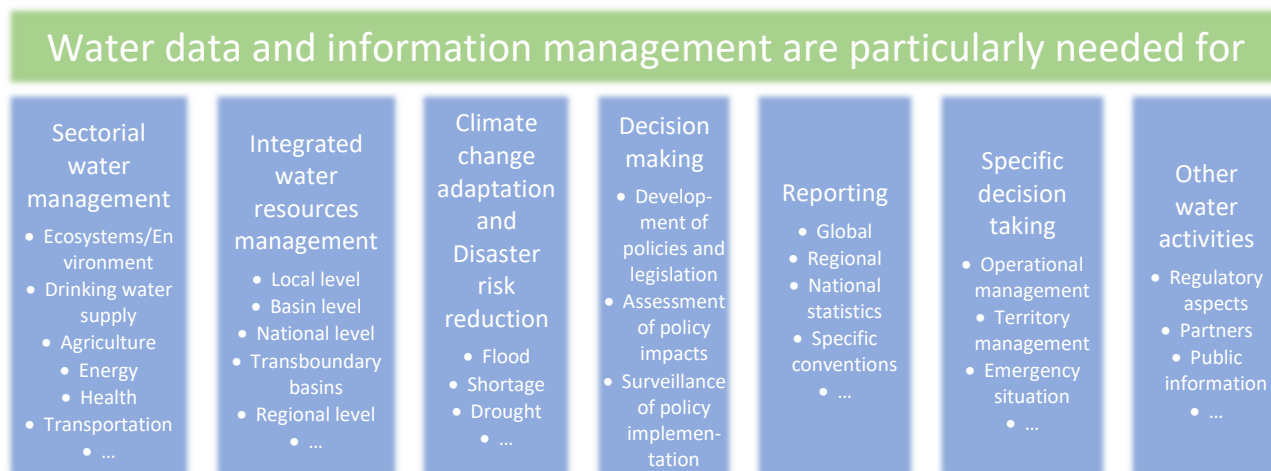 Water data and information management are particularly needed for
Sectorial
water
management
• Ecosystems/En
vironment
• Drinking water
supply
• Agriculture
• Energy
• Health
• Transportation
• ...
Integrated
water
resources
management
• Local level
• Basin level
• National level
• Transboundary
basins
• Regional level
• ...
Climate
change
adaptation
and
Disaster
risk
reduction
• Flood
• Shortage
• Drought
• ...
Decision
making
• Develop-
ment of
policies and
legislation
• Assessment
of policy
impacts
• Surveillance
of policy
implemen-
tation
Reporting
• Global
• Regional
• National
statistics
• Specific
conventions
• ...
Specific
decision
taking
• Operational
management
• Territory
management
• Emergency
situation
• ...
Other
water
activities
• Regulatory
aspects
• Partners
• Public
information
• ...